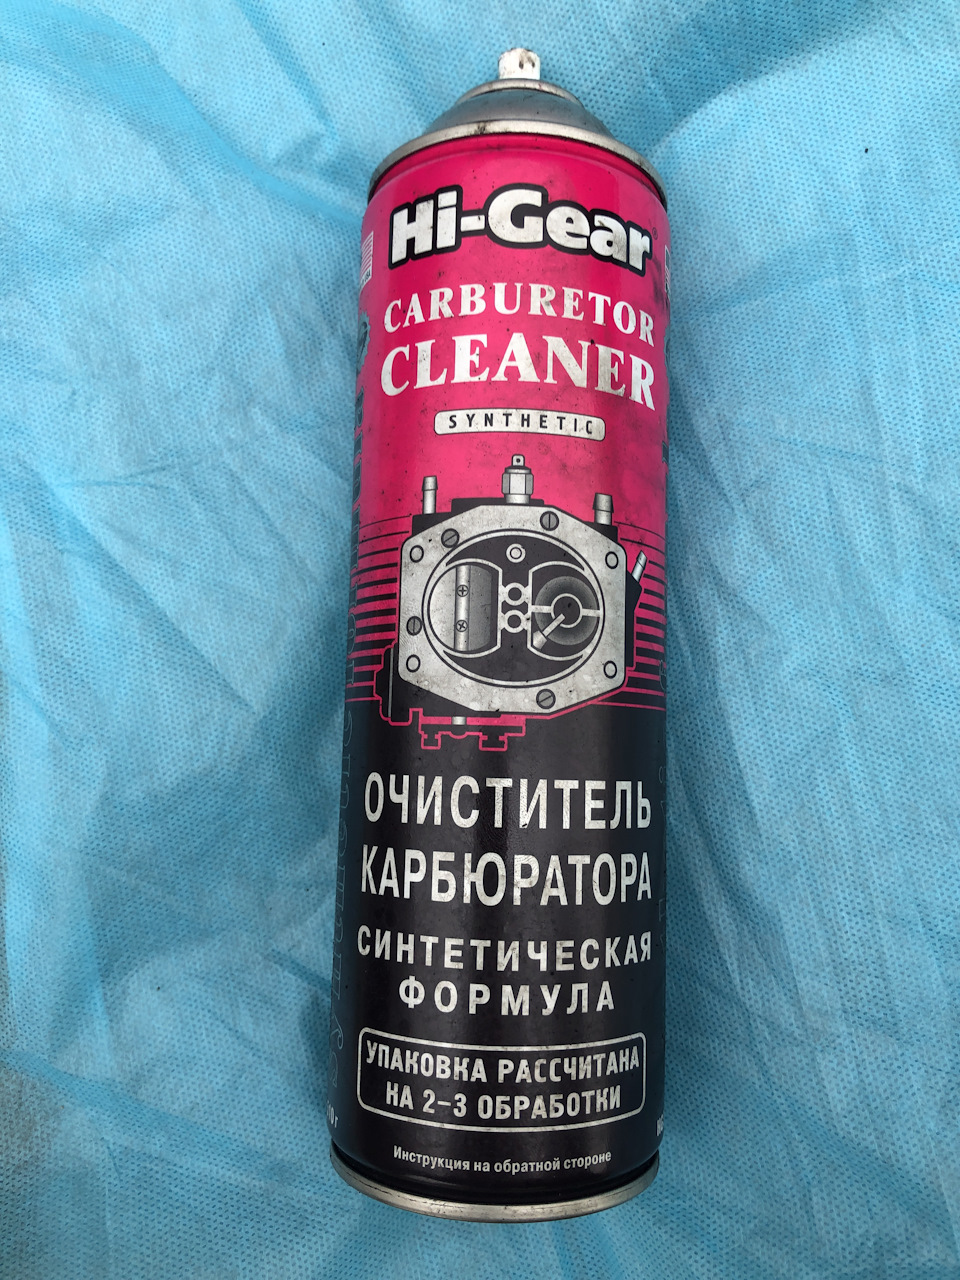 Hi-Gear
CARBURETOR
CLEANER
SYNTHETIC
ОЧИСТИТЕЛЬ
КАРБЮРАТОРА
СИНТЕТИЧЕСКАЯ
ФОРМУЛА
УПАКОВКА РАССЧИТАНА
НА 2-3 ОБРАБОТКИ
Инструкция на обратной стороне